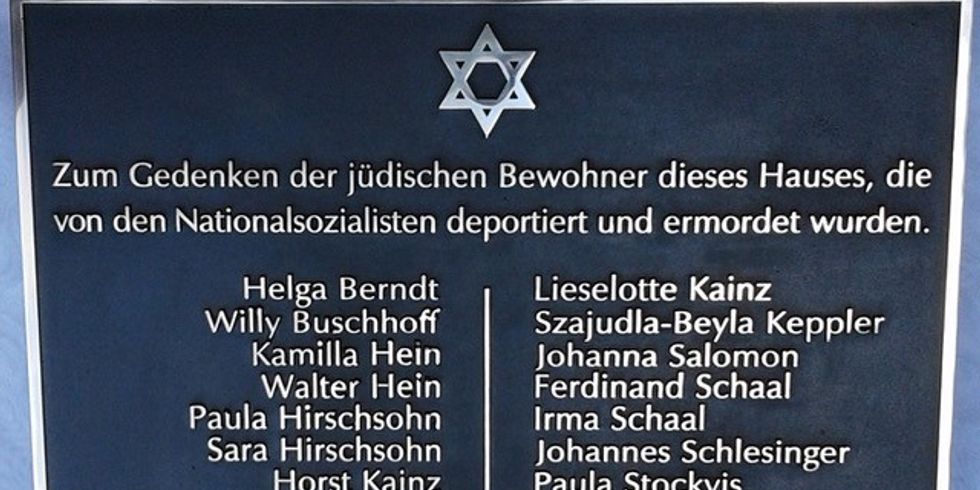 Zum Gedenken der jüdischen Bewohner dieses Hauses, die
von den Nationalsozialisten deportiert und ermordet wurden.
Helga Berndt
Willy Buschhoff
Kamilla Hein
Walter Hein
Paula Hirschsohn
Sara Hirschsohn
Horst Kainz
Lieselotte Kainz
Szajudla-Beyla Keppler
Johanna Salomon
Ferdinand Schaal
Irma Schaal
Johannes Schlesinger
Paula Stockvis